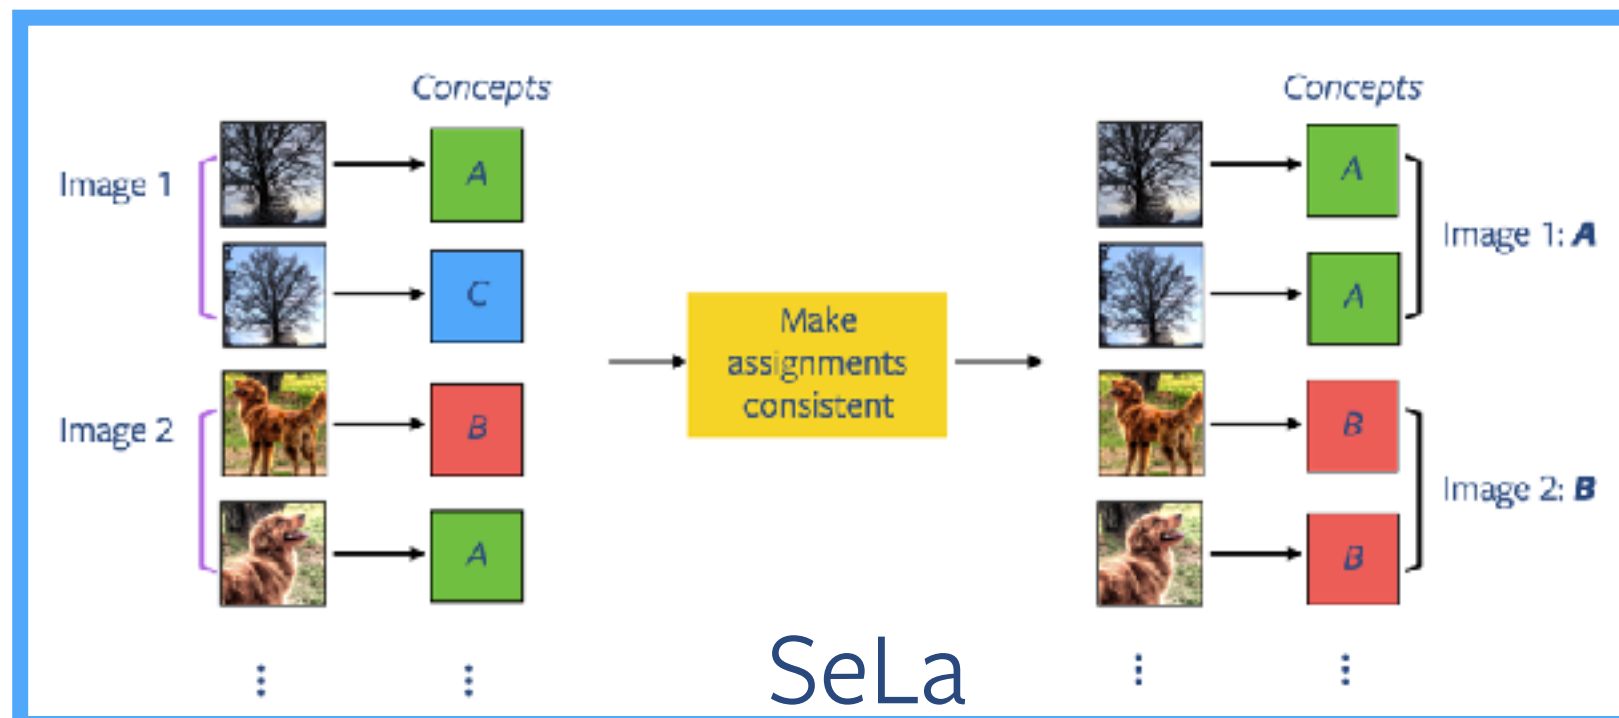 Concepts
Concepts
Image 1
A
C
Image 2
B
A
Make
assignments
consistent
A
A
Image 1: A
B
B
Image 2: B
SeLa